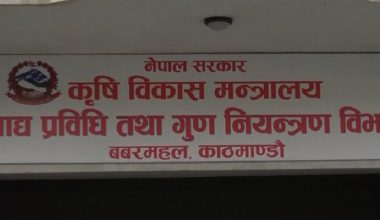 नेपाल सरकार
कृषि विकास मन्त्रालय
प्रविधि तथा गुण नियन्त्रण
बबरमहल, काठमाण्डौ